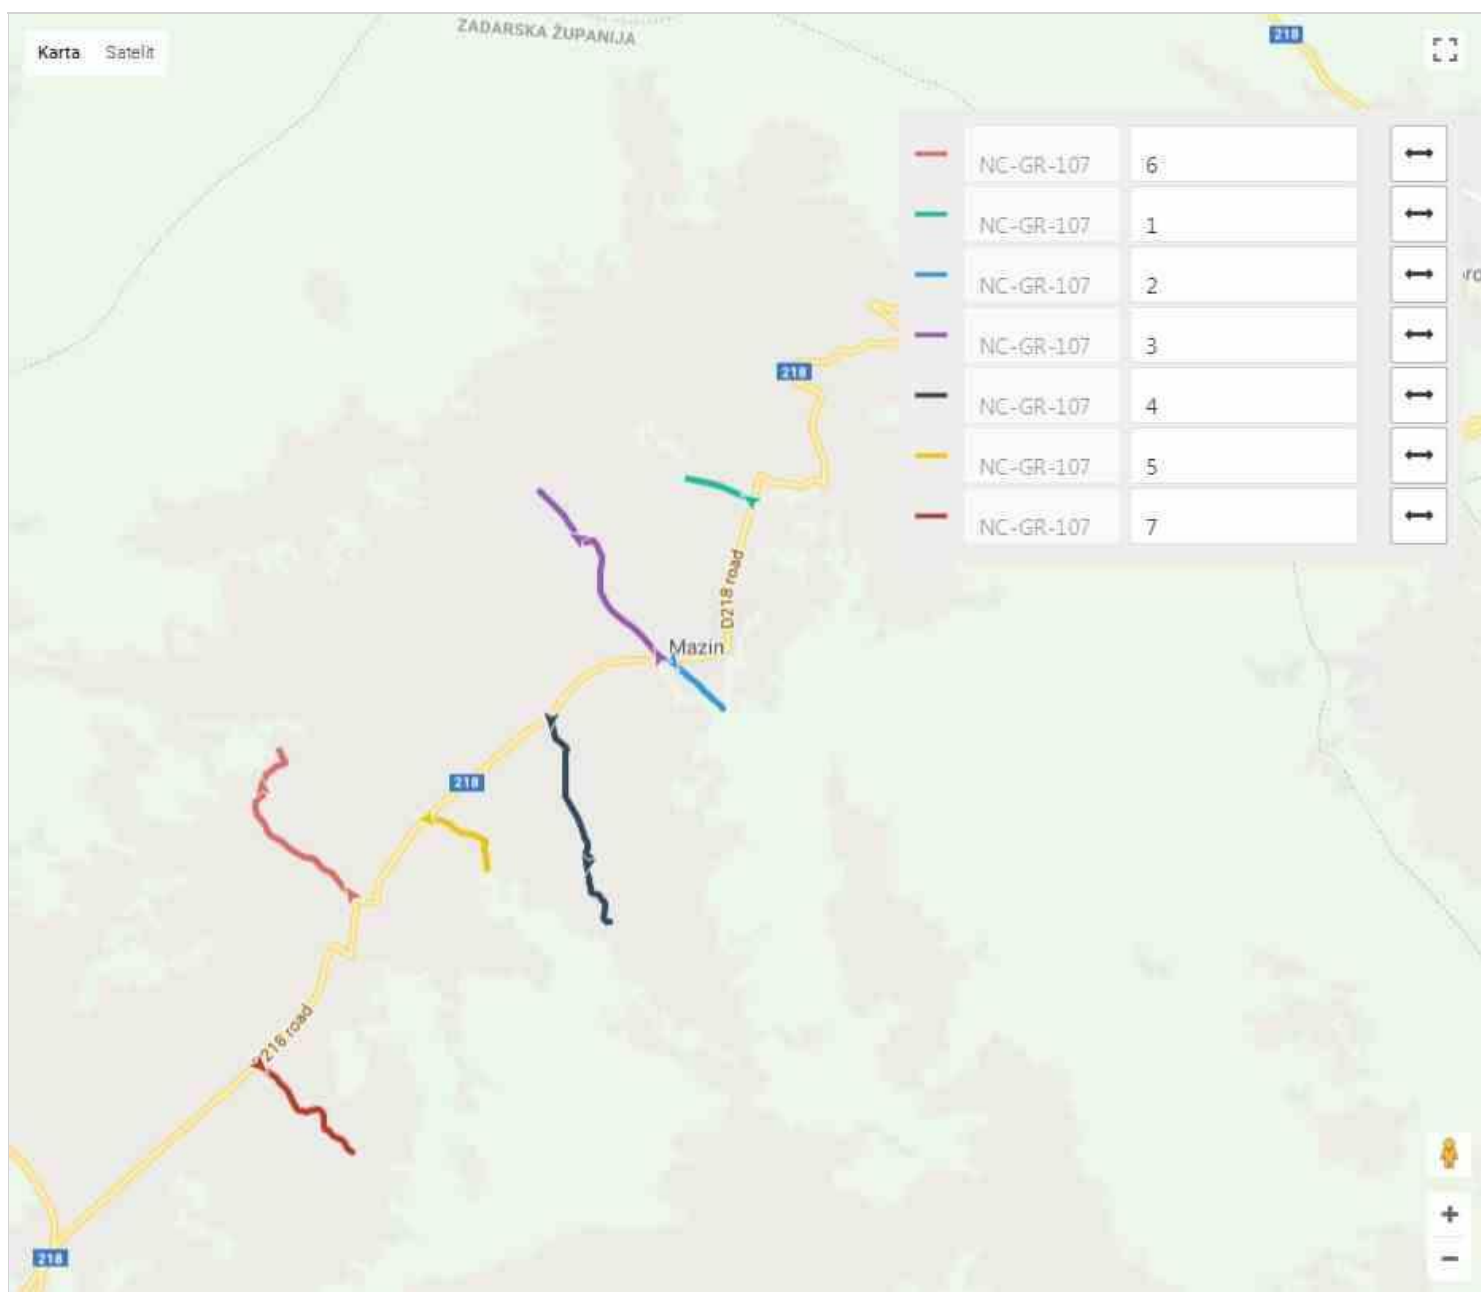 ZADARSKA ŽUPANIJA
Karta Satelit
218
NC-GR-107 6
NC-GR-107 1
NC-GR-107 2
NC-GR-107 3
218
NC-GR-107 4
NC-GR-107 5
NC-GR-107 7
D218 road
Mazin
218
218 road
218